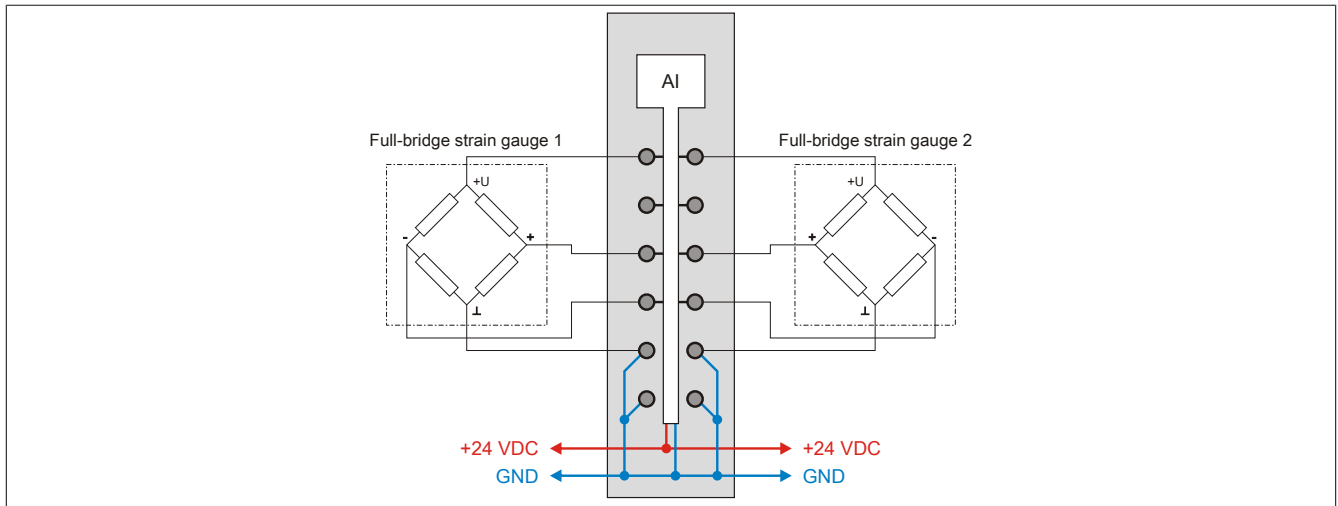 AI
Full-bridge strain gauge 1
Full-bridge strain gauge 2
+U
+U
- +
+ -
⊥
⊥
+24 VDC
+24 VDC
GND
GND